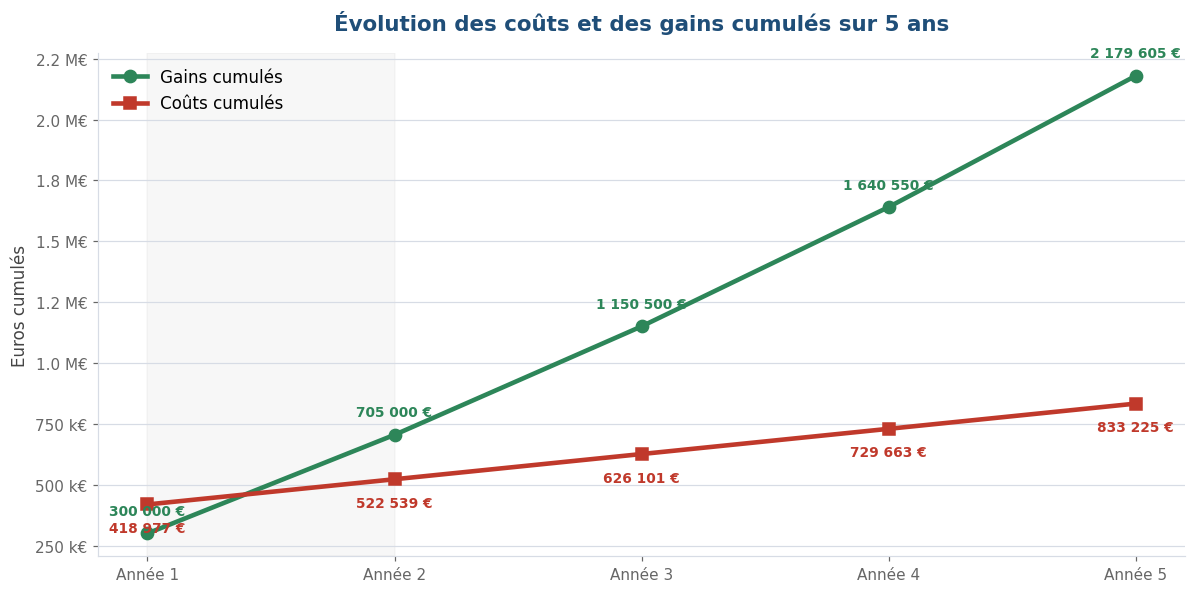 Évolution des coûts et des gains cumulés sur 5 ans
Gains cumulés
Coûts cumulés
Euros cumulés
2.2 M€
2.0 M€
1.8 M€
1.5 M€
1.2 M€
1.0 M€
750 k€
500 k€
250 k€
2 179 605 €
1 640 550 €
1 150 500 €
705 000 €
300 000 €
418 977 €
522 539 €
626 101 €
729 663 €
833 225 €
Année 1
Année 2
Année 3
Année 4
Année 5